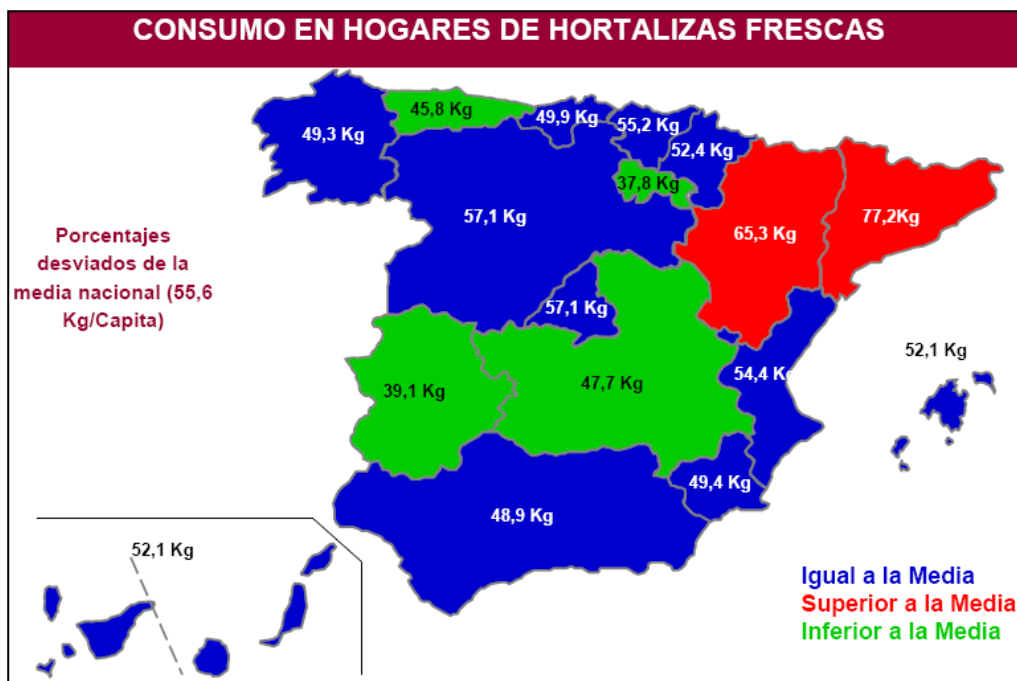 CONSUMO EN HOGARES DE HORTALIZAS FRESCAS
45,8 Kg
49,3 Kg
49,9 Kg
55,2 Kg
52,4 Kg
37,8 Kg
57,1 Kg
65,3 Kg
77,2Kg
Porcentajes
desviados de la
media nacional (55,6
Kg/Capita)
57,1 Kg
52,1 Kg
54,4 Kg
39,1 Kg
47,7 Kg
49,4 Kg
48,9 Kg
52,1 Kg
Igual a la Media
Superior a la Media
Inferior a la Media